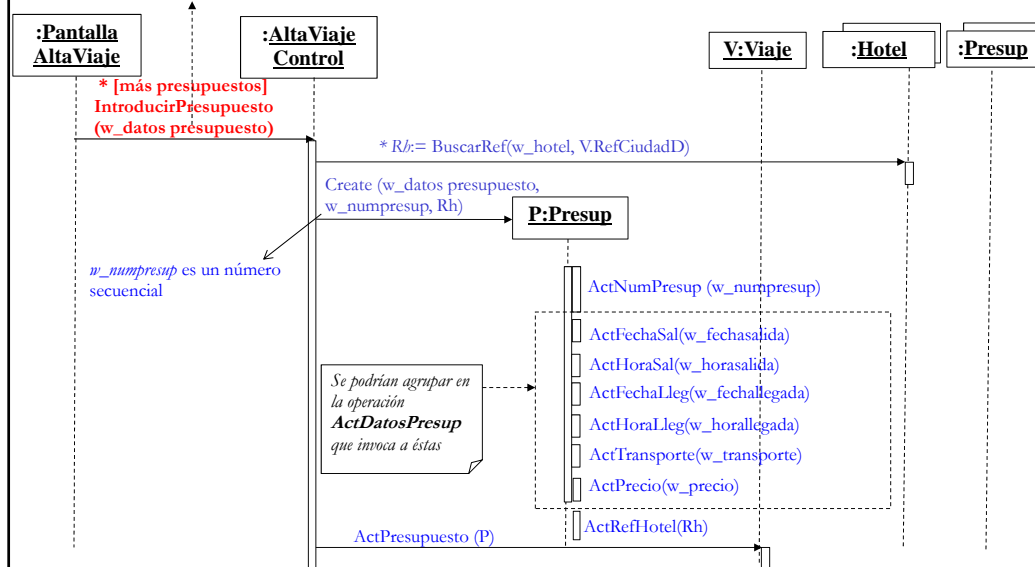 :Pantalla
AltaViaje
:AltaViaje
Control
V:Viaje
:Hotel
:Presup
* [más presupuestos]
IntroducirPresupuesto
(w_datos presupuesto)
* Rh:= BuscarRef(w_hotel, V.RefCiudadD)
Create (w_datos presupuesto,
w_numpresup, Rh)
P:Presup
w_numpresup es un número
secuencial
ActNumPresup (w_numpresup)
ActFechaSal(w_fechasalida)
ActHoraSal(w_horasalida)
ActFechaLleg(w_fechallegada)
ActHoraLleg(w_horallegada)
ActTransporte(w_transporte)
ActPrecio(w_precio)
Se podrían agrupar en
la operación
ActDatosPresup
que invoca a éstas
ActRefHotel(Rh)
ActPresupuesto (P)